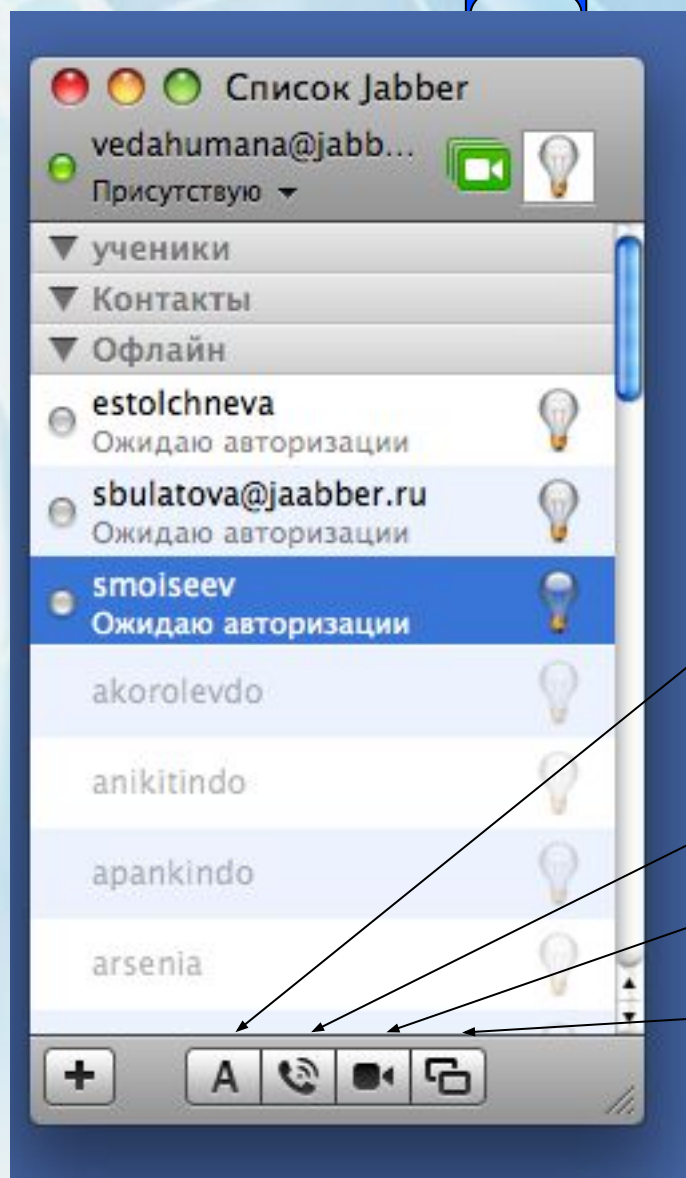 Список Jabber
vedahumana@jabb...
Присутствую
ученики
Контакты
Офлайн
estolchneva
Ожидаю авторизации
sbulatova@jaabber.ru
Ожидаю авторизации
smoiseev
Ожидаю авторизации
akorolevdo
anikitindo
apankindo
arsenia
A